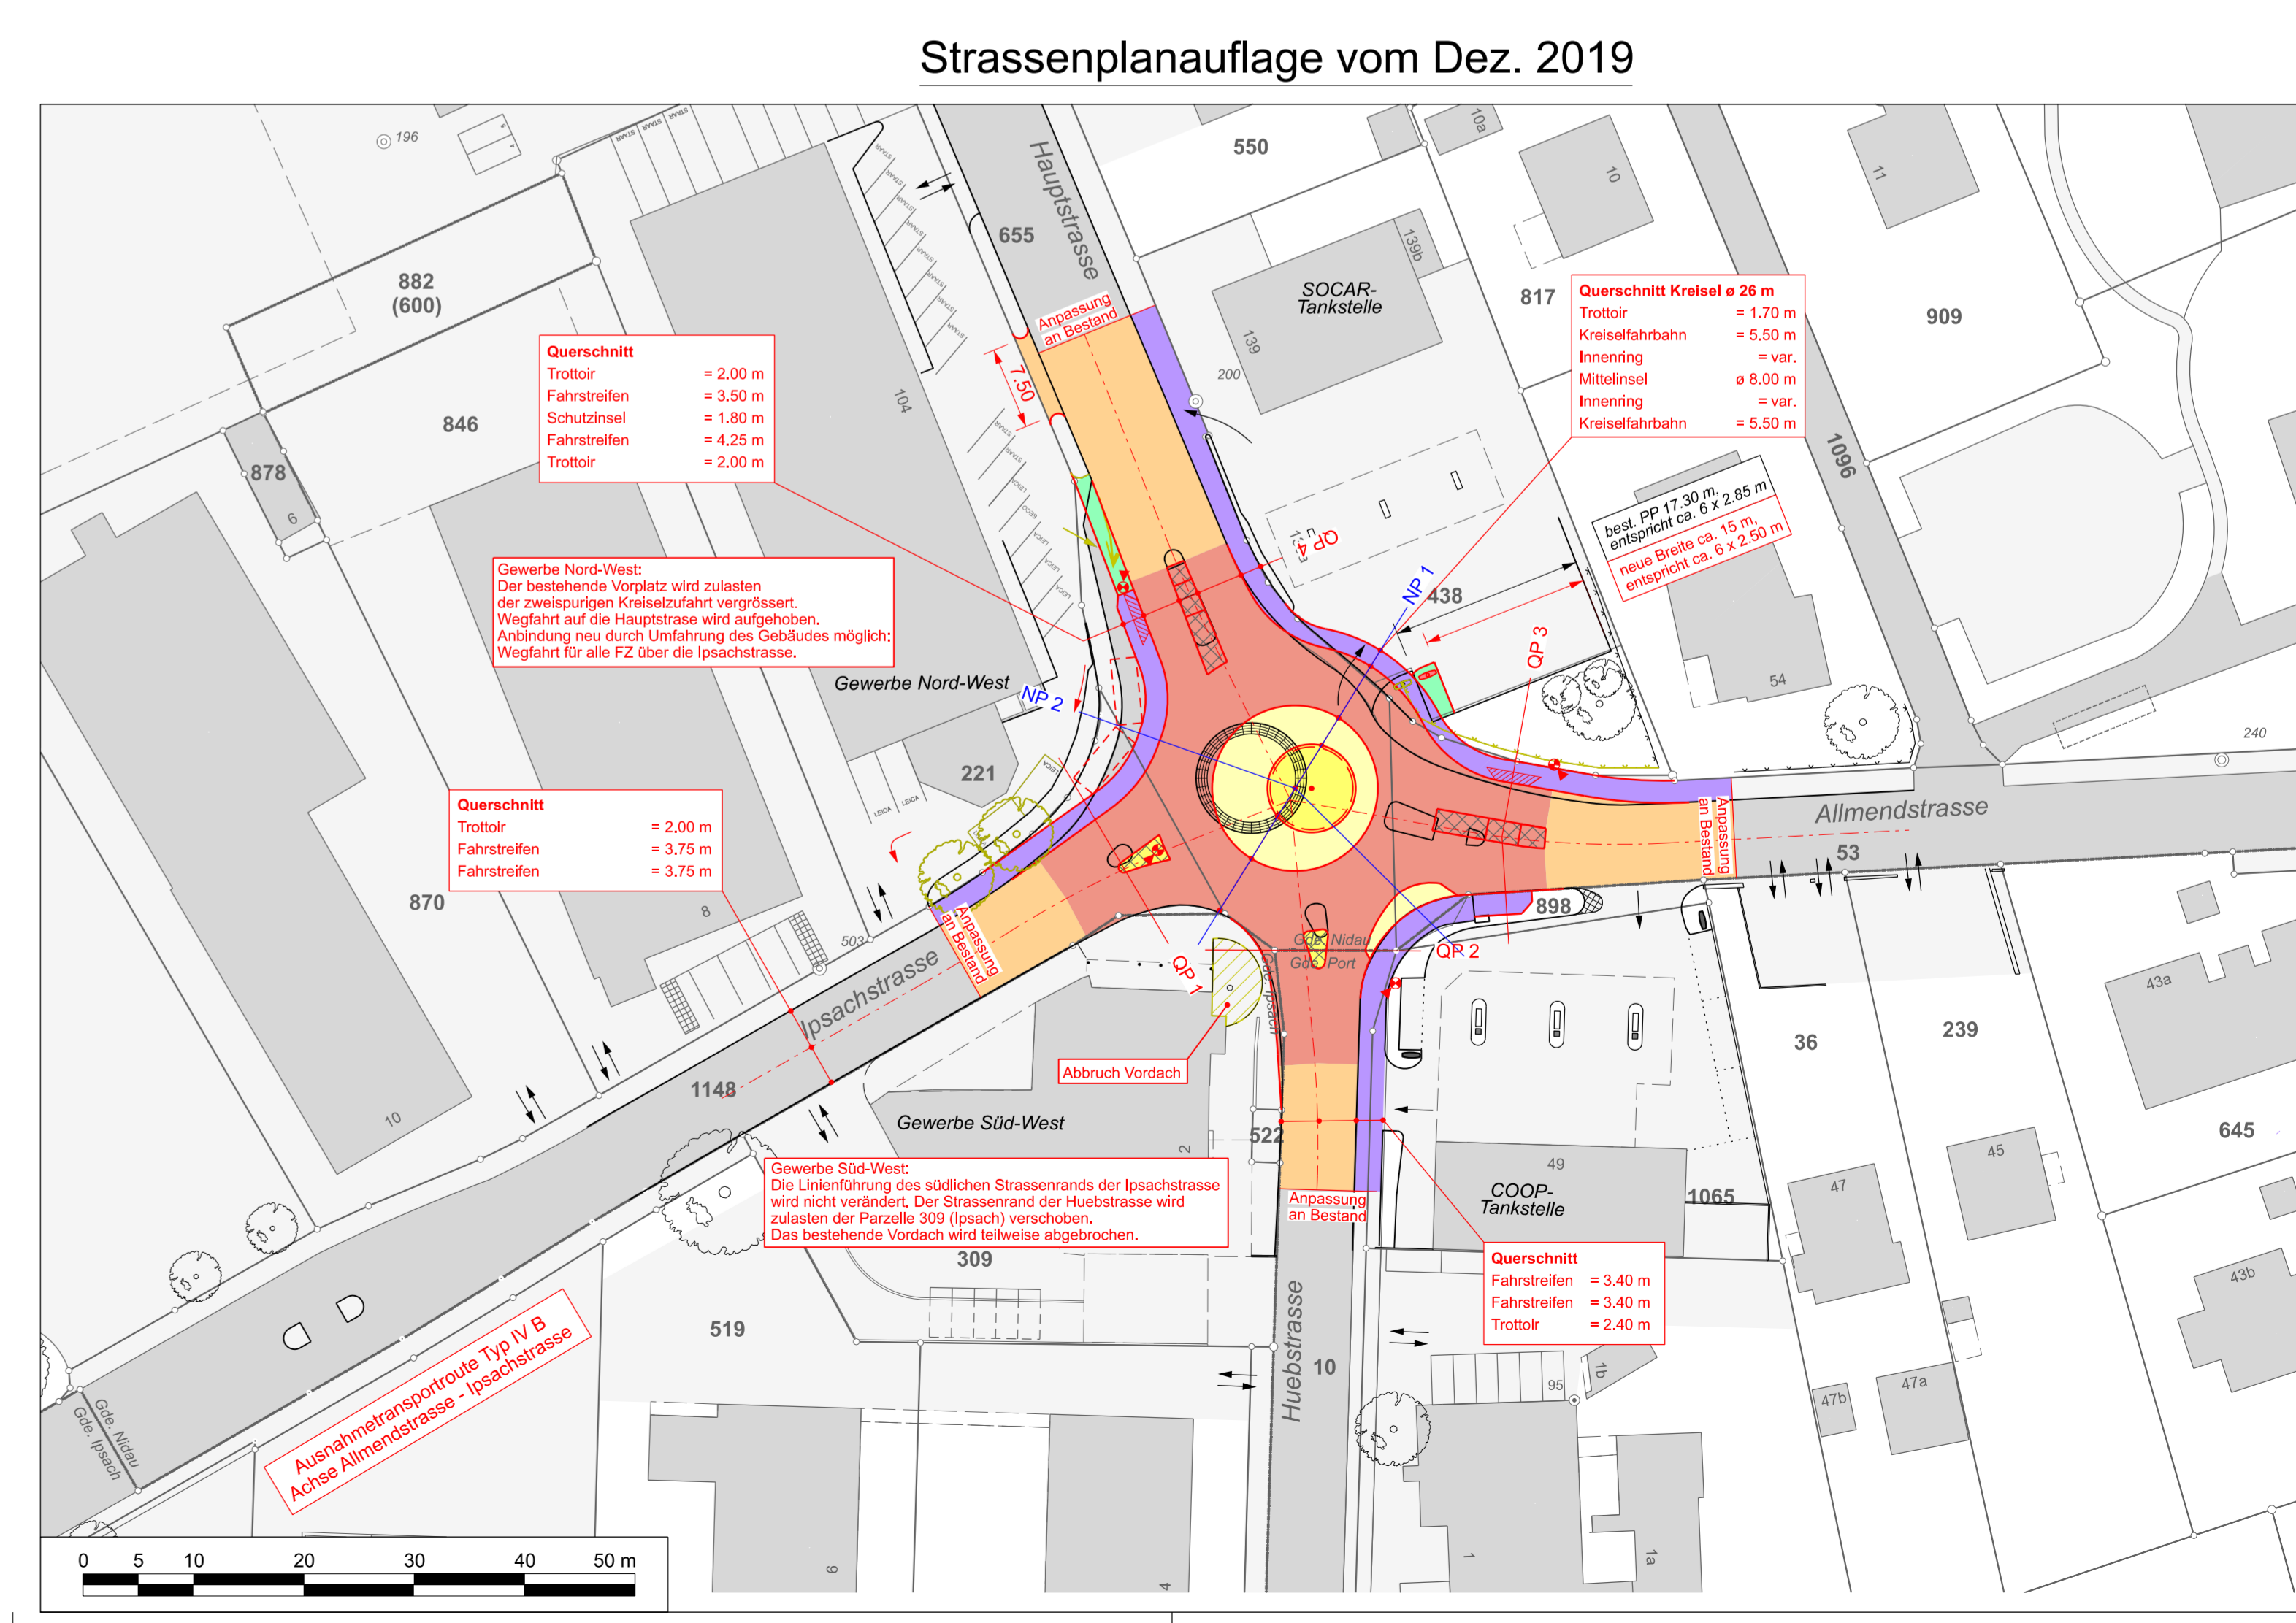 Strassenplanauflage vom Dez. 2019
196
4
5
STAAR
STAAR
STAAR
882
(600)
846
878
6
870
10
8
503
104
221
655
Hauptstrasse
Anpassung
an Bestand
7.50
550
10a
10
11
139b
SOCAR-
Tankstelle
139
200
817
909
1096
Querschnitt Kreisel ø 26 m
Trottoir = 1.70 m
Kreiselfahrbahn = 5.50 m
Innenring = var.
Mittelinsel ø 8.00 m
Innenring = var.
Kreiselfahrbahn = 5.50 m
Querschnitt
Trottoir = 2.00 m
Fahrstreifen = 3.50 m
Schutzinsel = 1.80 m
Fahrstreifen = 4.25 m
Trottoir = 2.00 m
best. PP 17.30 m,
entspricht ca. 6 x 2.85 m
neue Breite ca. 15 m,
entspricht ca. 6 x 2.50 m
Gewerbe Nord-West:
Der bestehende Vorplatz wird zulasten
der zweispurigen Kreiselzufahrt vergrössert.
Wegfahrt auf die Hauptstrase wird aufgehoben.
Anbindung neu durch Umfahrung des Gebäudes möglich:
Wegfahrt für alle FZ über die Ipsachstrasse.
QP 4
NP 1
438
QP 3
54
240
Gewerbe Nord-West
NP 2
LEICA
LEICA
LEICA
Querschnitt
Trottoir = 2.00 m
Fahrstreifen = 3.75 m
Fahrstreifen = 3.75 m
Allmendstrasse
Anpassung
an Bestand
53
898
Anpassung
an Bestand
Ipsachstrasse
Gde. Nidau
Gde. Port
Gde. Ipsach
QP 1
QP 2
36
239
43a
645
Abbruch Vordach
1148
Gewerbe Süd-West
2
522
49
COOP-
Tankstelle
1065
47
45
Gewerbe Süd-West:
Die Linienführung des südlichen Strassenrands der Ipsachstrasse
wird nicht verändert. Der Strassenrand der Huebstrasse wird
zulasten der Parzelle 309 (Ipsach) verschoben.
Das bestehende Vordach wird teilweise abgebrochen.
Anpassung
an Bestand
309
519
Querschnitt
Fahrstreifen = 3.40 m
Fahrstreifen = 3.40 m
Trottoir = 2.40 m
43b
Huebstrasse
10
95
1b
47b
47a
Ausnahmetransportroute Typ IV B
Achse Allmendstrasse - Ipsachstrasse
Gde. Nidau
Gde. Ipsach
6
4
1
1a
0 5 10 20 30 40 50 m